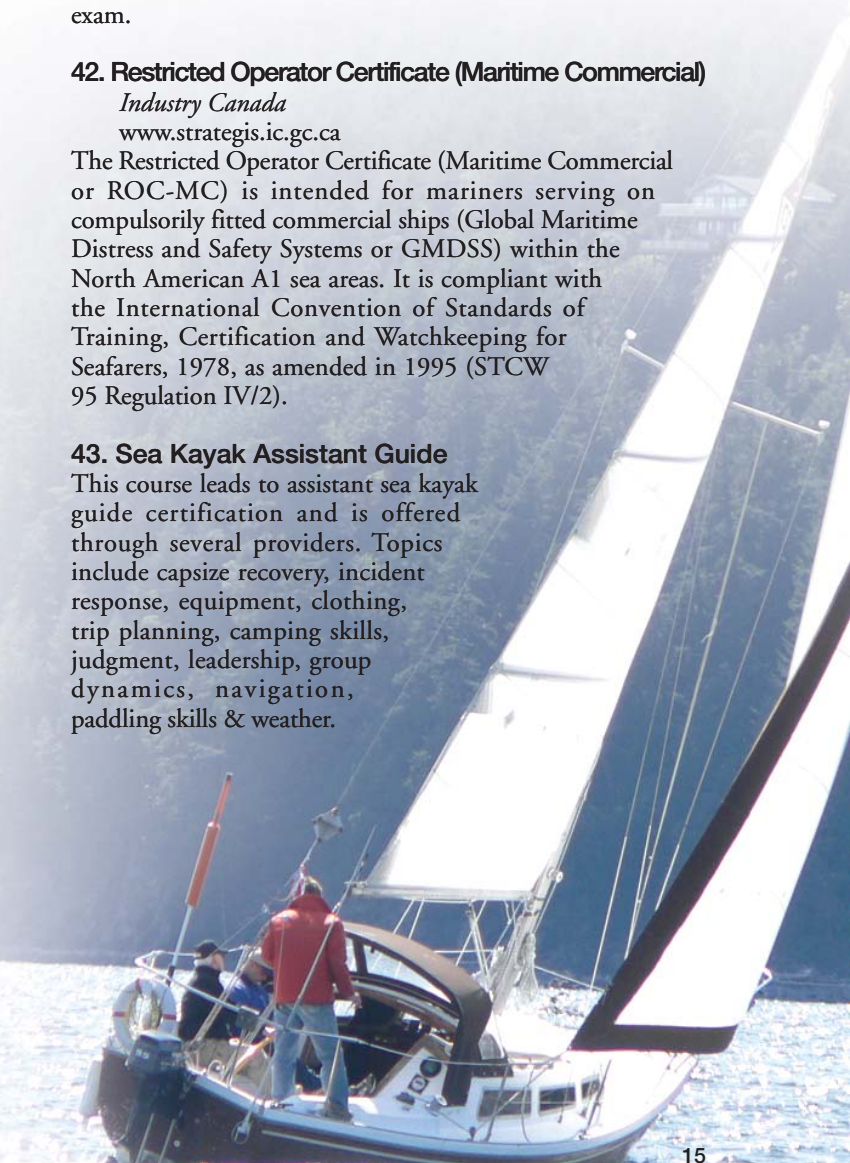 exam.
42. Restricted Operator Certificate (Maritime Commercial)
Industry Canada
www.strategis.ic.gc.ca
The Restricted Operator Certificate (Maritime Commercial
or ROC-MC) is intended for mariners serving on
compulsorily fitted commercial ships (Global Maritime
Distress and Safety Systems or GMDSS) within the
North American A1 sea areas. It is compliant with
the International Convention of Standards of
Training, Certification and Watchkeeping for
Seafarers, 1978, as amended in 1995 (STCW
95 Regulation IV/2).
43. Sea Kayak Assistant Guide
This course leads to assistant sea kayak
guide certification and is offered
through several providers. Topics
include capsize recovery, incident
response, equipment, clothing,
trip planning, camping skills,
judgment, leadership, group
dynamics, navigation,
paddling skills & weather.
15